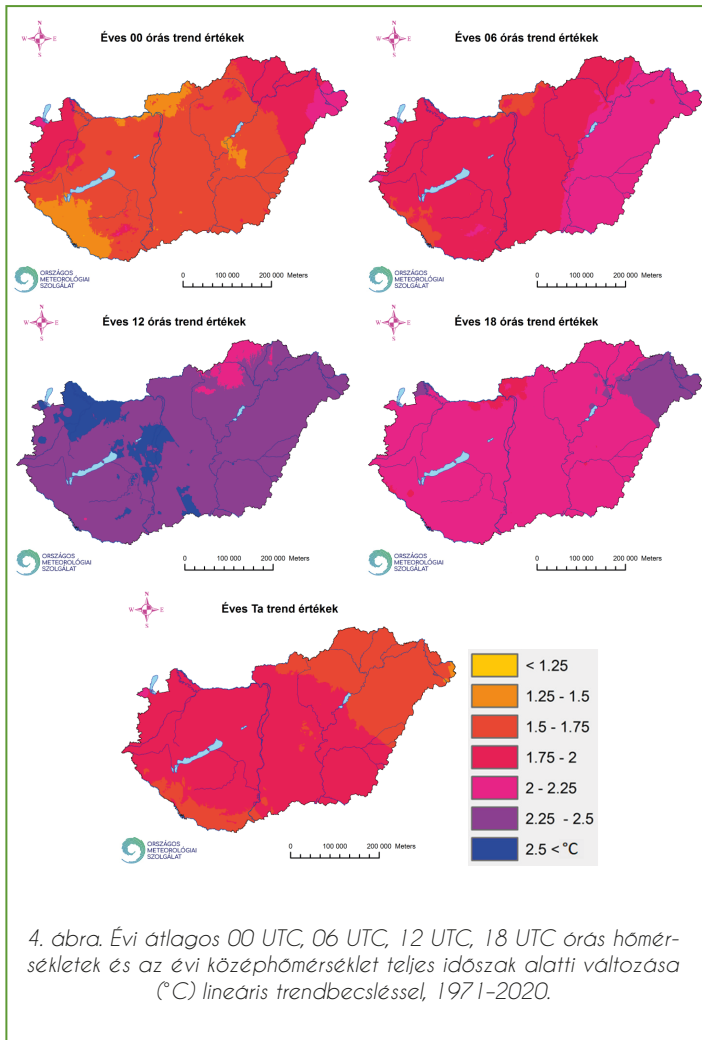 Éves 00 órás trend értékek
N
W E
S
ORSZÁGOS
METEOROLÓGIAI
SZOLGÁLAT
0 100 000 200 000 Meters
Éves 06 órás trend értékek
N
W E
S
ORSZÁGOS
METEOROLÓGIAI
SZOLGÁLAT
0 100 000 200 000 Meters
Éves 12 órás trend értékek
N
W E
S
ORSZÁGOS
METEOROLÓGIAI
SZOLGÁLAT
0 100 000 200 000 Meters
Éves 18 órás trend értékek
N
W E
S
ORSZÁGOS
METEOROLÓGIAI
SZOLGÁLAT
0 100 000 200 000 Meters
Éves Ta trend értékek
N
W E
S
ORSZÁGOS
METEOROLÓGIAI
SZOLGÁLAT
0 100 000 200 000 Meters
< 1.25
1.25 - 1.5
1.5 - 1.75
1.75 - 2
2 - 2.25
2.25 - 2.5
2.5 < °C
4. ábra. Évi átlagos 00 UTC, 06 UTC, 12 UTC, 18 UTC órás hőmér-
sékletek és az évi középhőmérséklet teljes időszak alatti változása
(°C) lineáris trendbecsléssel, 1971–2020.